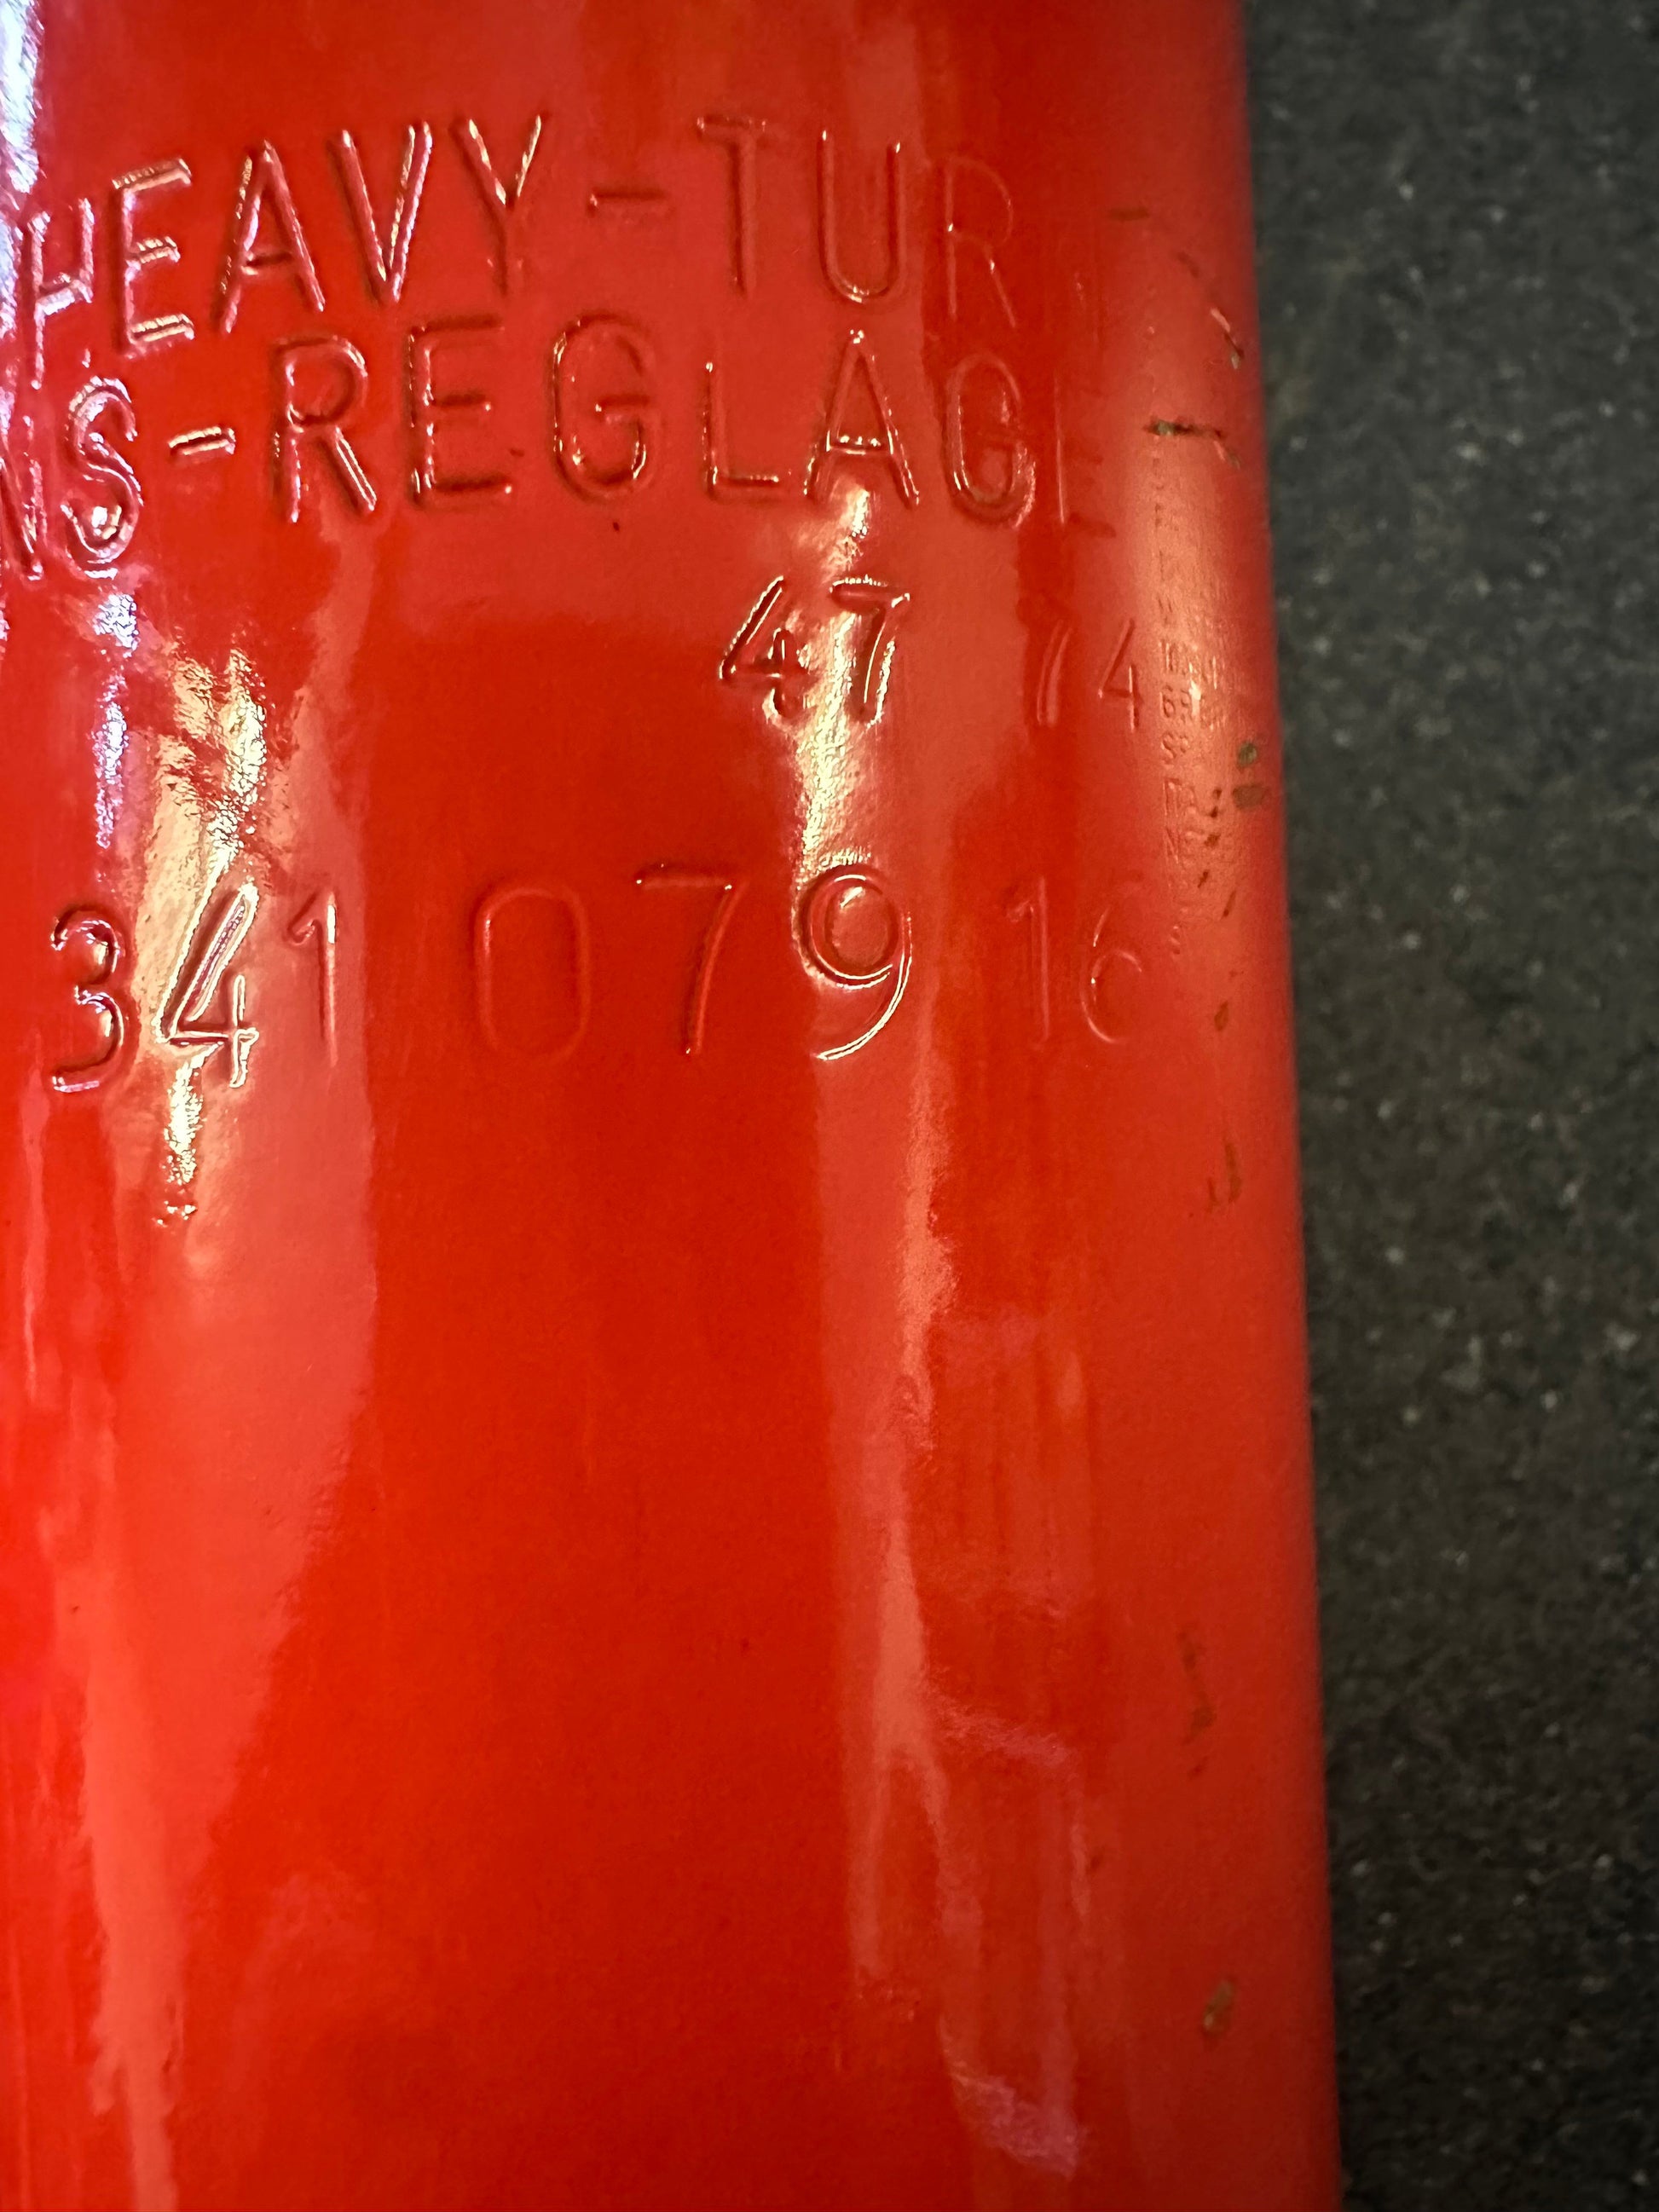 HEAVY-TUR
NS-REGLAGE
47 74
341 079 16